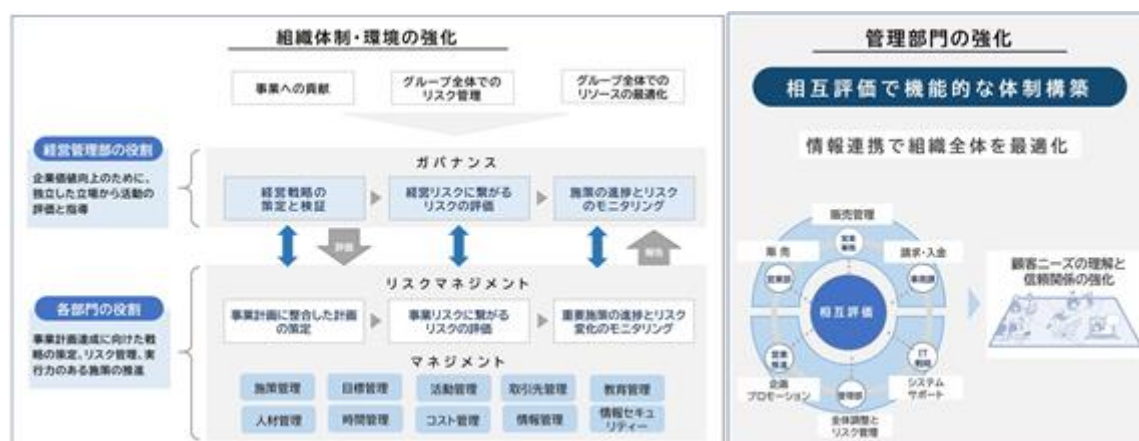 組織体制・環境の強化
事業への貢献
グループ全体での
リスク管理
グループ全体での
リソースの最適化
経営管理部の役割
企業価値向上のために、
独立した立場から活動の
評価と指導
ガバナンス
経営戦略の
策定と検証
経営リスクに繋がる
リスクの評価
施策の進捗とリスク
のモニタリング
評価
報告
各部門の役割
事業計画達成に向けた戦
略の策定、リスク管理、実
行力のある施策の推進
リスクマネジメント
事業計画に整合した計画
の策定
事業リスクに繋がる
リスクの評価
重要施策の進捗とリスク
変化のモニタリング
マネジメント
施策管理
目標管理
活動管理
取引先管理
教育管理
人材管理
時間管理
コスト管理
情報管理
情報セキュ
リティー
管理部門の強化
相互評価で機能的な体制構築
情報連携で組織全体を最適化
販売管理
営業
販売
営業部
請求・入金
相互評価
営業
推進
企画
プロモーション
管理部
全体調整と
リスク管理
IT
戦略
システム
サポート
顧客ニーズの理解と
信頼関係の強化